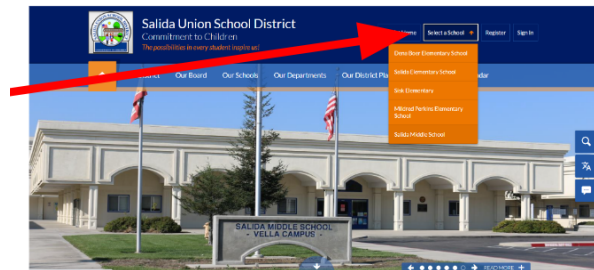 Salida Union School District
Commitment to Children
The possibilities in every student inspire us!
Select a School
Register
Sign In
Dena Boer Elementary School
Salida Elementary School
Sisk Elementary
Mildred Perkins Elementary
School
Salida Middle School
Our Board
Our Schools
Our Departments
Our District
SALIDA MIDDLE SCHOOL
- VELLA CAMPUS -
READ MORE